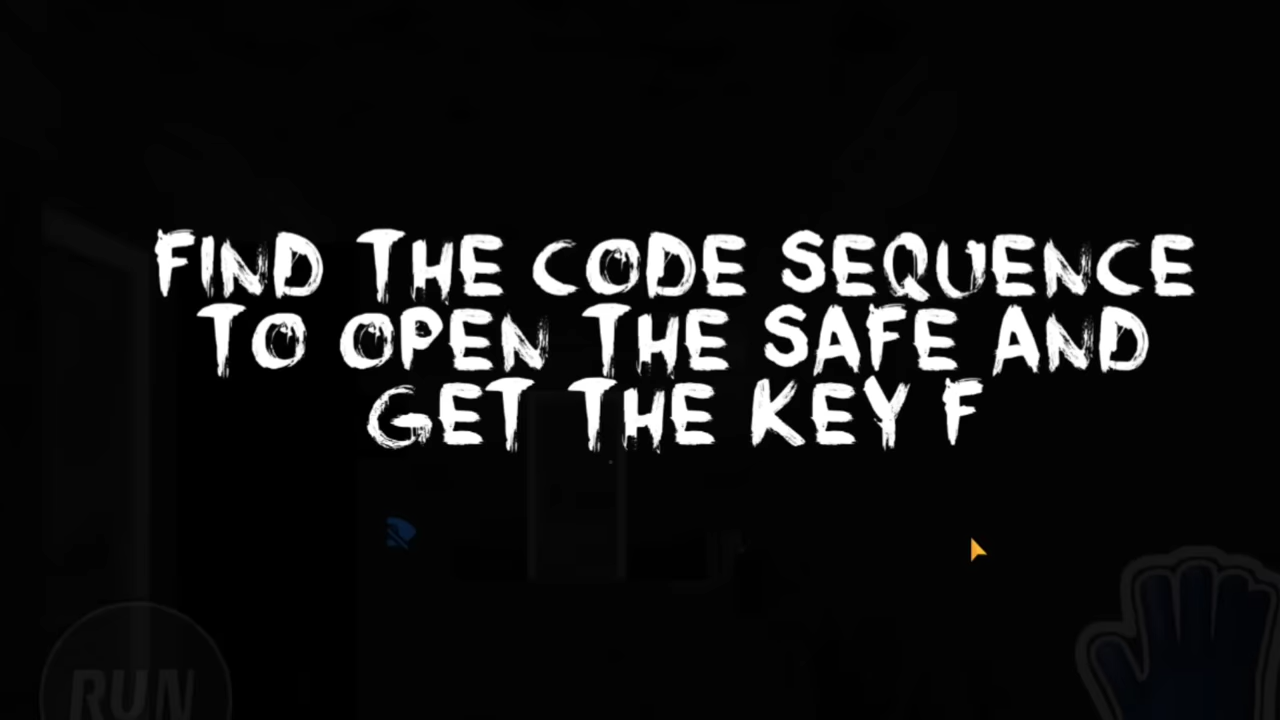 FIND THE CODE SEQUENCE
TO OPEN THE SAFE AND
GET THE KEY F
RUN